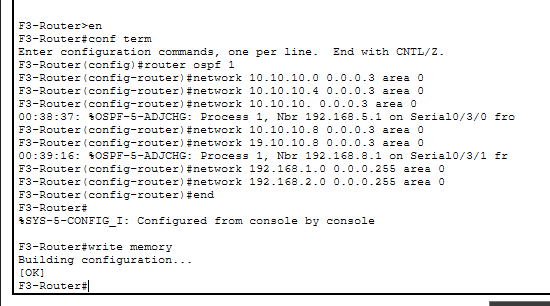 F3-Router>en
F3-Router#conf term
Enter configuration commands, one per line.  End with CNTL/Z.
F3-Router(config)#router ospf 1
F3-Router(config-router)#network 10.10.10.0 0.0.0.3 area 0
F3-Router(config-router)#network 10.10.10.4 0.0.0.3 area 0
F3-Router(config-router)#network 10.10.10. 0.0.0.3 area 0
00:38:37: %OSPF-5-ADJCHG: Process 1, Nbr 192.168.5.1 on Serial0/3/0 fro
F3-Router(config-router)#network 10.10.10.8 0.0.0.3 area 0
F3-Router(config-router)#network 19.10.10.8 0.0.0.3 area 0
00:39:16: %OSPF-5-ADJCHG: Process 1, Nbr 192.168.8.1 on Serial0/3/1 fr
F3-Router(config-router)#network 192.168.1.0 0.0.0.255 area 0
F3-Router(config-router)#network 192.168.2.0 0.0.0.255 area 0
F3-Router(config-router)#end
F3-Router#
%SYS-5-CONFIG_I: Configured from console by console
F3-Router#write memory
Building configuration...
[OK]
F3-Router#